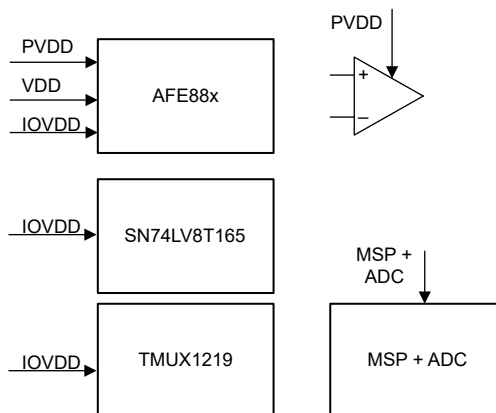 PVDD
VDD
IOVDD
AFE88x
PVDD
+
−
IOVDD
SN74LV8T165
IOVDD
TMUX1219
MSP +
ADC
MSP + ADC